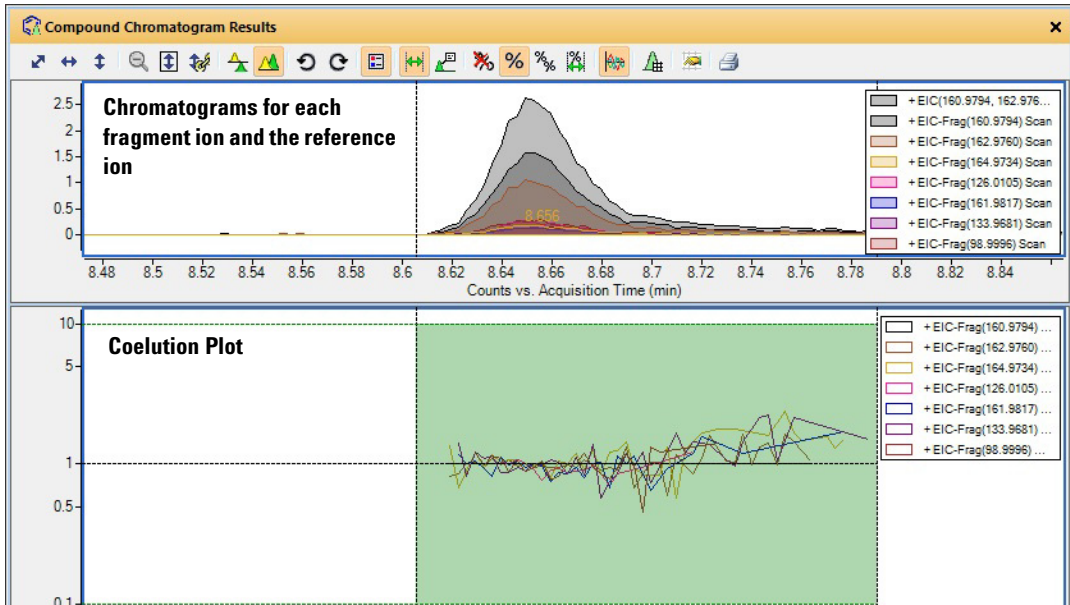 Compound Chromatogram Results
Chromatograms for each
fragment ion and the reference
ion
2.5
2
1.5
1
0.5
0
8.656
+ EIC(160.9794, 162.976...
+ EIC-Frag(160.9794) Scan
+ EIC-Frag(162.9760) Scan
+ EIC-Frag(164.9734) Scan
+ EIC-Frag(126.0105) Scan
+ EIC-Frag(161.9817) Scan
+ EIC-Frag(133.9681) Scan
+ EIC-Frag(98.9996) Scan
8.48 8.5 8.52 8.54 8.56 8.58 8.6 8.62 8.64 8.66 8.68 8.7 8.72 8.74 8.76 8.78 8.8 8.82 8.84
Counts vs. Acquisition Time (min)
Coelution Plot
10
5
1
0.5
0.1
+ EIC-Frag(160.9794) ...
+ EIC-Frag(162.9760) ...
+ EIC-Frag(164.9734) ...
+ EIC-Frag(126.0105) ...
+ EIC-Frag(161.9817) ...
+ EIC-Frag(133.9681) ...
+ EIC-Frag(98.9996) ...